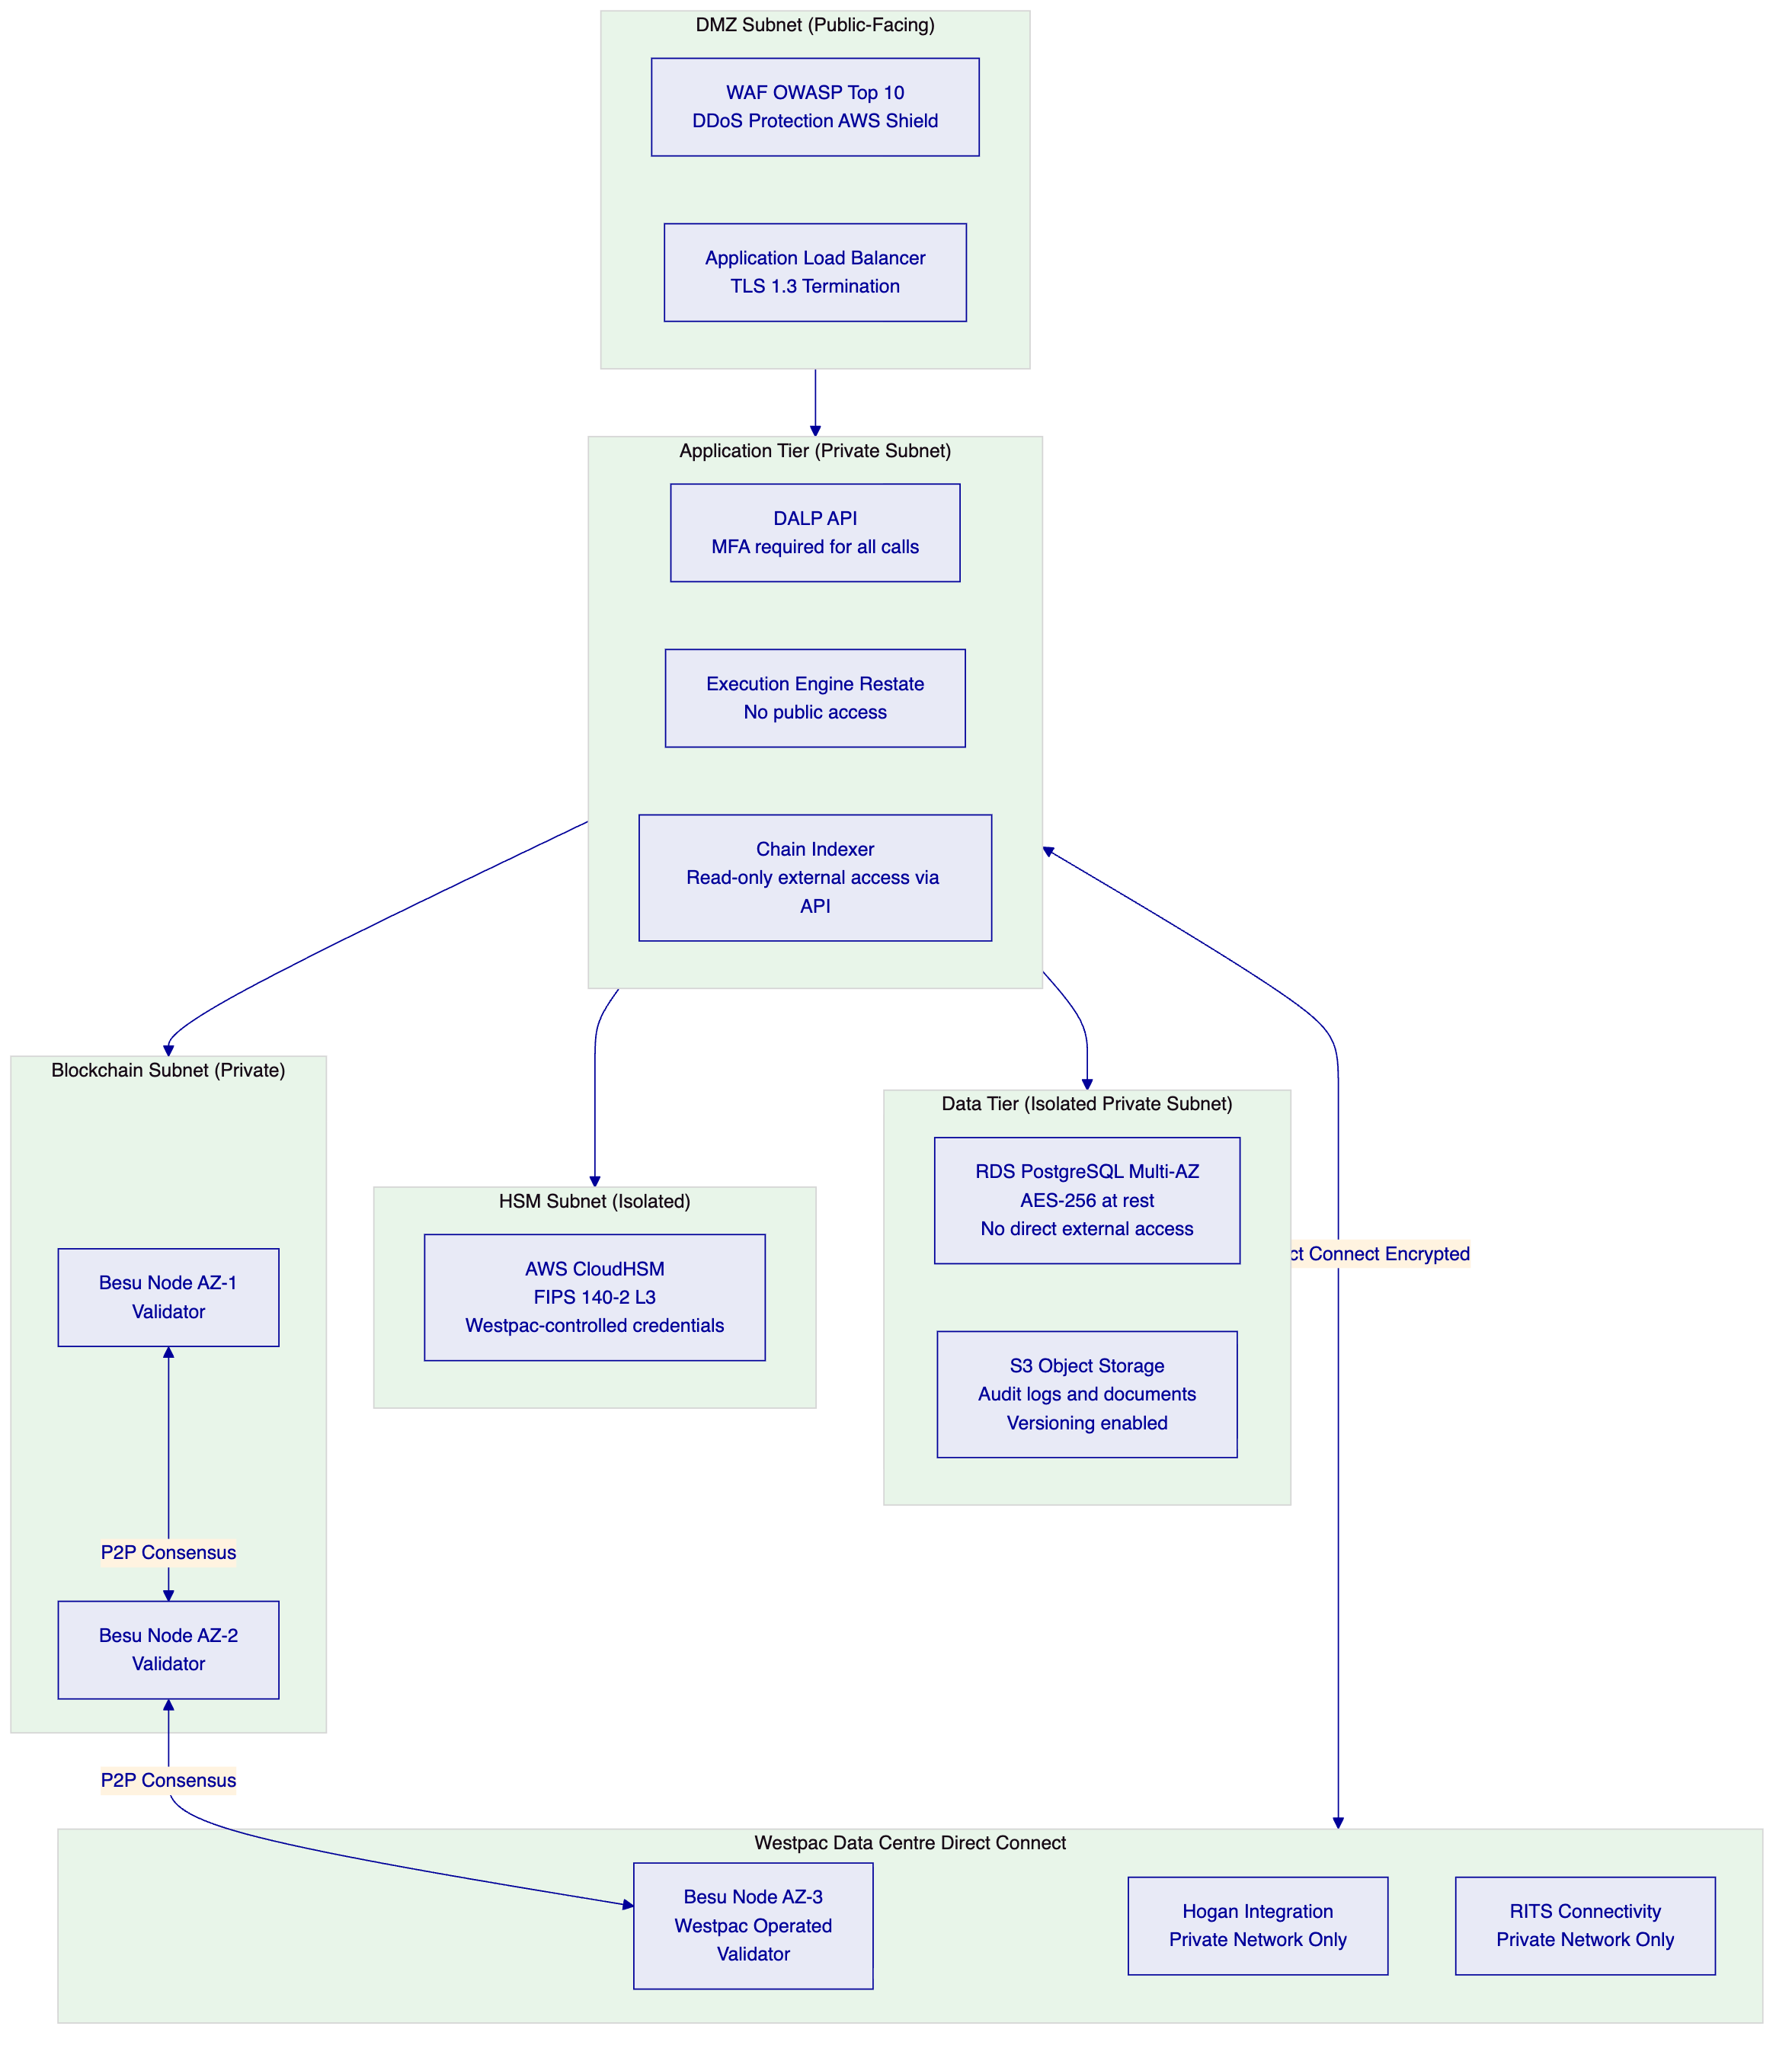 DMZ Subnet (Public-Facing)
WAF OWASP Top 10
DDoS Protection AWS Shield
Application Load Balancer
TLS 1.3 Termination
Application Tier (Private Subnet)
DALP API
MFA required for all calls
Execution Engine Restate
No public access
Chain Indexer
Read-only external access via
API
Blockchain Subnet (Private)
Besu Node AZ-1
Validator
P2P Consensus
Besu Node AZ-2
Validator
P2P Consensus
HSM Subnet (Isolated)
AWS CloudHSM
FIPS 140-2 L3
Westpac-controlled credentials
Data Tier (Isolated Private Subnet)
RDS PostgreSQL Multi-AZ
AES-256 at rest
No direct external access
S3 Object Storage
Audit logs and documents
Versioning enabled
Connect Encrypted
Westpac Data Centre Direct Connect
Besu Node AZ-3
Westpac Operated
Validator
Hogan Integration
Private Network Only
RITS Connectivity
Private Network Only